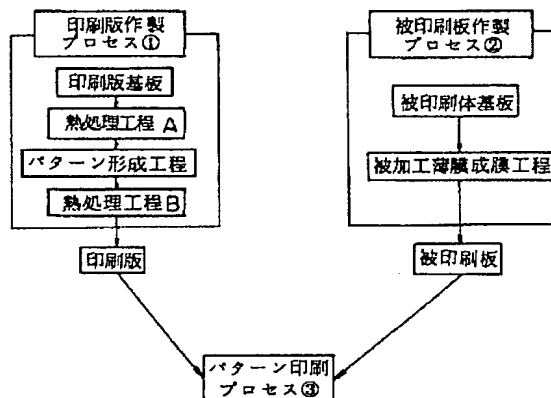 印刷版作製
プロセス①
印刷版基板
熱処理工程A
パターン形成工程
熱処理工程B
印刷版
被印刷板作製
プロセス②
被印刷体基板
被加工薄膜成膜工程
被印刷板
パターン印刷
プロセス③